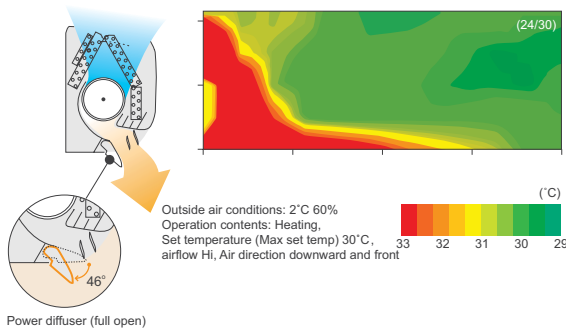 (24/30)
Outside air conditions: 2˚C 60%
Operation contents: Heating,
Set temperature (Max set temp) 30˚C,
airflow Hi, Air direction downward and front
(˚C)
33 32 31 30 29
46°
Power diffuser (full open)